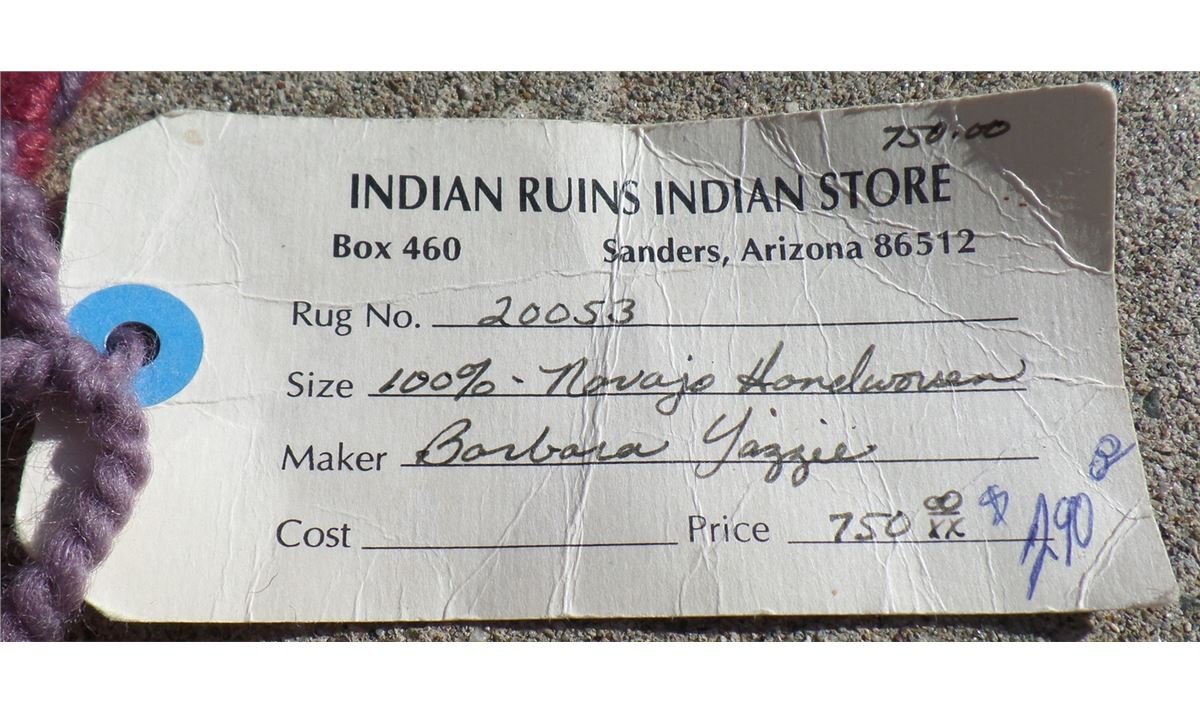 750.00
INDIAN RUINS INDIAN STORE
Box 460 Sanders, Arizona 86512
Rug No. 20053
Size 100% - Navajo Handwoven
Maker Barbara Yazzie
Cost Price 750 00/XX $